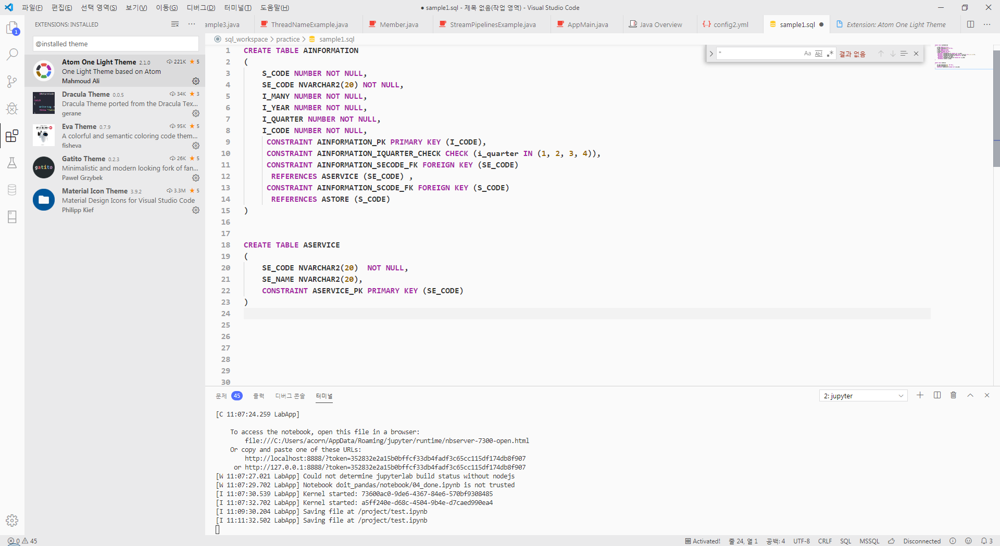 파일(F) 편집(E) 선택 영역(S) 보기(V) 이동(G) 디버그(D) 터미널(T) 도움말(H)
● sample1.sql - 제목 없음(작업 영역) - Visual Studio Code
1
EXTENSIONS: INSTALLED
@installed theme
Atom One Light Theme 2.1.0 221K 5
One Light Theme based on Atom
Mahmoud Ali
Dracula Theme 0.0.5 34K 3
Dracula Theme ported from the Dracula Tex...
gerane
Eva Theme 0.7.9 95K 5
A colorful and semantic coloring code them...
fisheva
gatito
Gatito Theme 0.2.3 26K 5
Minimalistic and modern looking fork of fan...
Paweł Grzybek
Material Icon Theme 3.9.2 3.3M 5
Material Design Icons for Visual Studio Code
Philipp Kief
ample3.java ThreadNameExample.java Member.java StreamPipelinesExample.java AppMain.java Java Overview config2.yml sample1.sql ● Extension: Atom One Light Theme
sql_workspace > practice > sample1.sql
" Aa Abl .* 결과 없음
1 CREATE TABLE AINFORMATION
2 (
3 S_CODE NUMBER NOT NULL,
4 SE_CODE NVARCHAR2(20) NOT NULL,
5 I_MANY NUMBER NOT NULL,
6 I_YEAR NUMBER NOT NULL,
7 I_QUARTER NUMBER NOT NULL,
8 I_CODE NUMBER NOT NULL,
9 CONSTRAINT AINFORMATION_PK PRIMARY KEY (I_CODE),
10 CONSTRAINT AINFORMATION_IQUARTER_CHECK CHECK (i_quarter IN (1, 2, 3, 4)),
11 CONSTRAINT AINFORMATION_SECODE_FK FOREIGN KEY (SE_CODE)
12 REFERENCES ASERVICE (SE_CODE) ,
13 CONSTRAINT AINFORMATION_SCODE_FK FOREIGN KEY (S_CODE)
14 REFERENCES ASTORE (S_CODE)
15 )
16
17
18 CREATE TABLE ASERVICE
19 (
20 SE_CODE NVARCHAR2(20)  NOT NULL,
21 SE_NAME NVARCHAR2(20),
22 CONSTRAINT ASERVICE_PK PRIMARY KEY (SE_CODE)
23 )
24
25
26
27
28
29
30
문제 45 출력 디버그 콘솔 터미널
2: jupyter
[C 11:07:24.259 LabApp]
To access the notebook, open this file in a browser:
file:///C:/Users/acorn/AppData/Roaming/jupyter/runtime/nbserver-7300-open.html
Or copy and paste one of these URLs:
http://localhost:8888/?token=352832e2a15b0bffcf33db4fadf3c65cc115df174db8f907
or http://127.0.0.1:8888/?token=352832e2a15b0bffcf33db4fadf3c65cc115df174db8f907
[W 11:07:27.021 LabApp] Could not determine jupyterlab build status without nodejs
[W 11:07:29.702 LabApp] Notebook doit_pandas/notebook/04_done.ipynb is not trusted
[I 11:07:30.539 LabApp] Kernel started: 73600ac0-9de6-4367-84e6-570bf9308485
[I 11:07:32.702 LabApp] Kernel started: a5ff240e-d68c-4504-9b4e-d7caed990ea4
[I 11:09:30.204 LabApp] Saving file at /project/test.ipynb
[I 11:11:32.502 LabApp] Saving file at /project/test.ipynb
0 45
Activated! 줄 24, 열 1 공백: 4 UTF-8 CRLF SQL MSSQL Disconnected 3